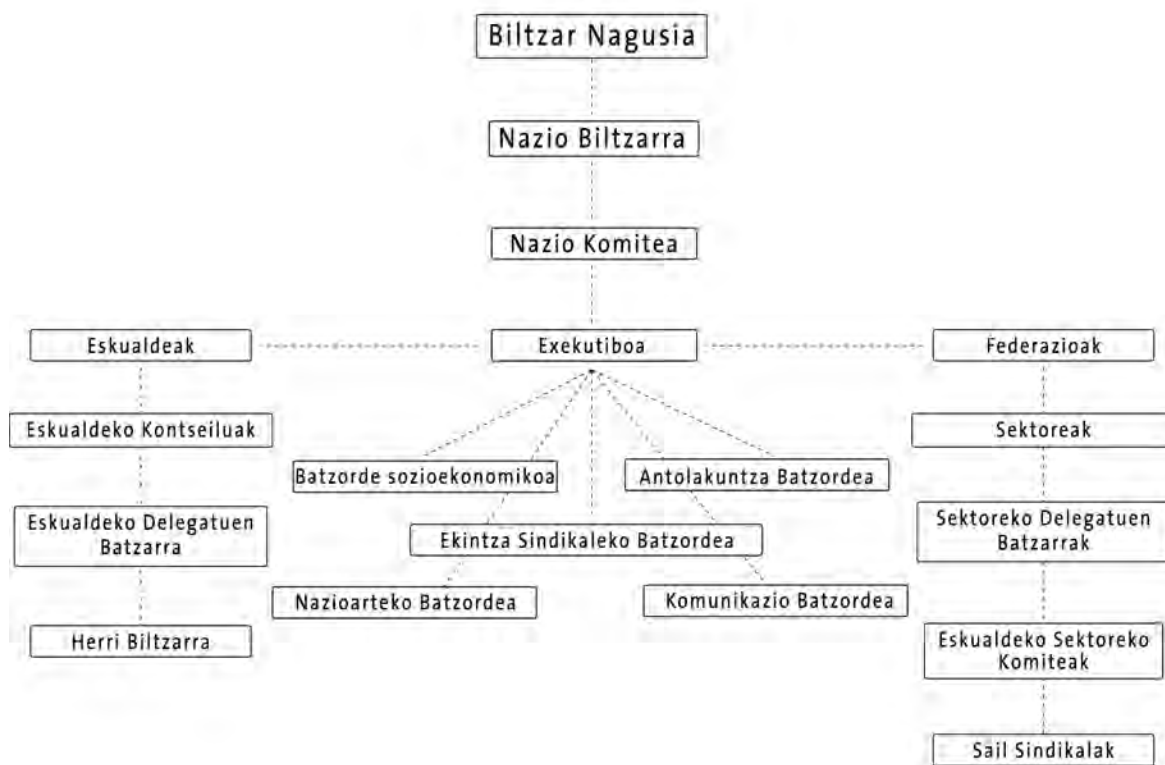 Biltzar Nagusia
Nazio Biltzarra
Nazio Komitea
Eskualdeak
Exekutiboa
Federazioak
Eskualdeko Kontseiluak
Sektoreak
Batzorde sozioekonomikoa
Antolakuntza Batzordea
Eskualdeko Delegatuen
Batzarra
Ekintza Sindikaleko Batzordea
Sektoreko Delegatuen
Batzarrak
Nazioarteko Batzordea
Komunikazio Batzordea
Herri Biltzarra
Eskualdeko Sektoreko
Komiteak
Sail Sindikalak